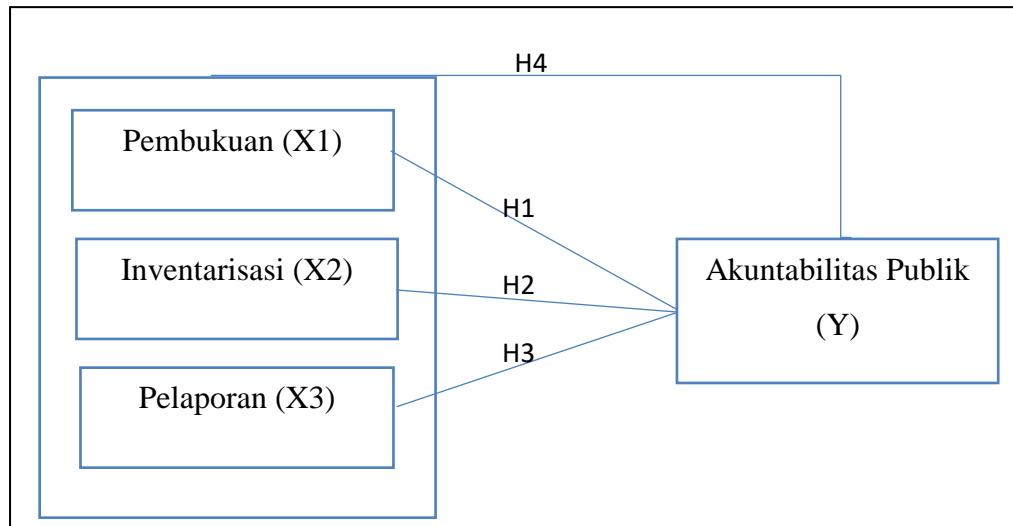 H4
Pembukuan (X1)
H1
Inventarisasi (X2)
H2
Akuntabilitas Publik
(Y)
H3
Pelaporan (X3)